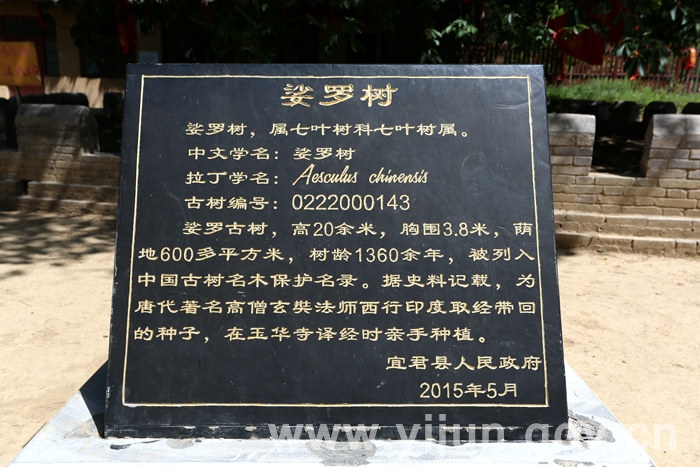 娑罗树
娑罗树，属七叶树科七叶树属。
中文学名：娑罗树
拉丁学名：Aesculus chinensis
古树编号：0222000143
娑罗古树，高20余米，胸围3.8米，荫
地600多平方米，树龄1360余年，被列入
中国古树名木保护名录。据史料记载，为
唐代著名高僧玄奘法师西行印度取经带回
的种子，在玉华寺译经时亲手种植。
宜君县人民政府
2015年5月
www.yijun.gov.cn